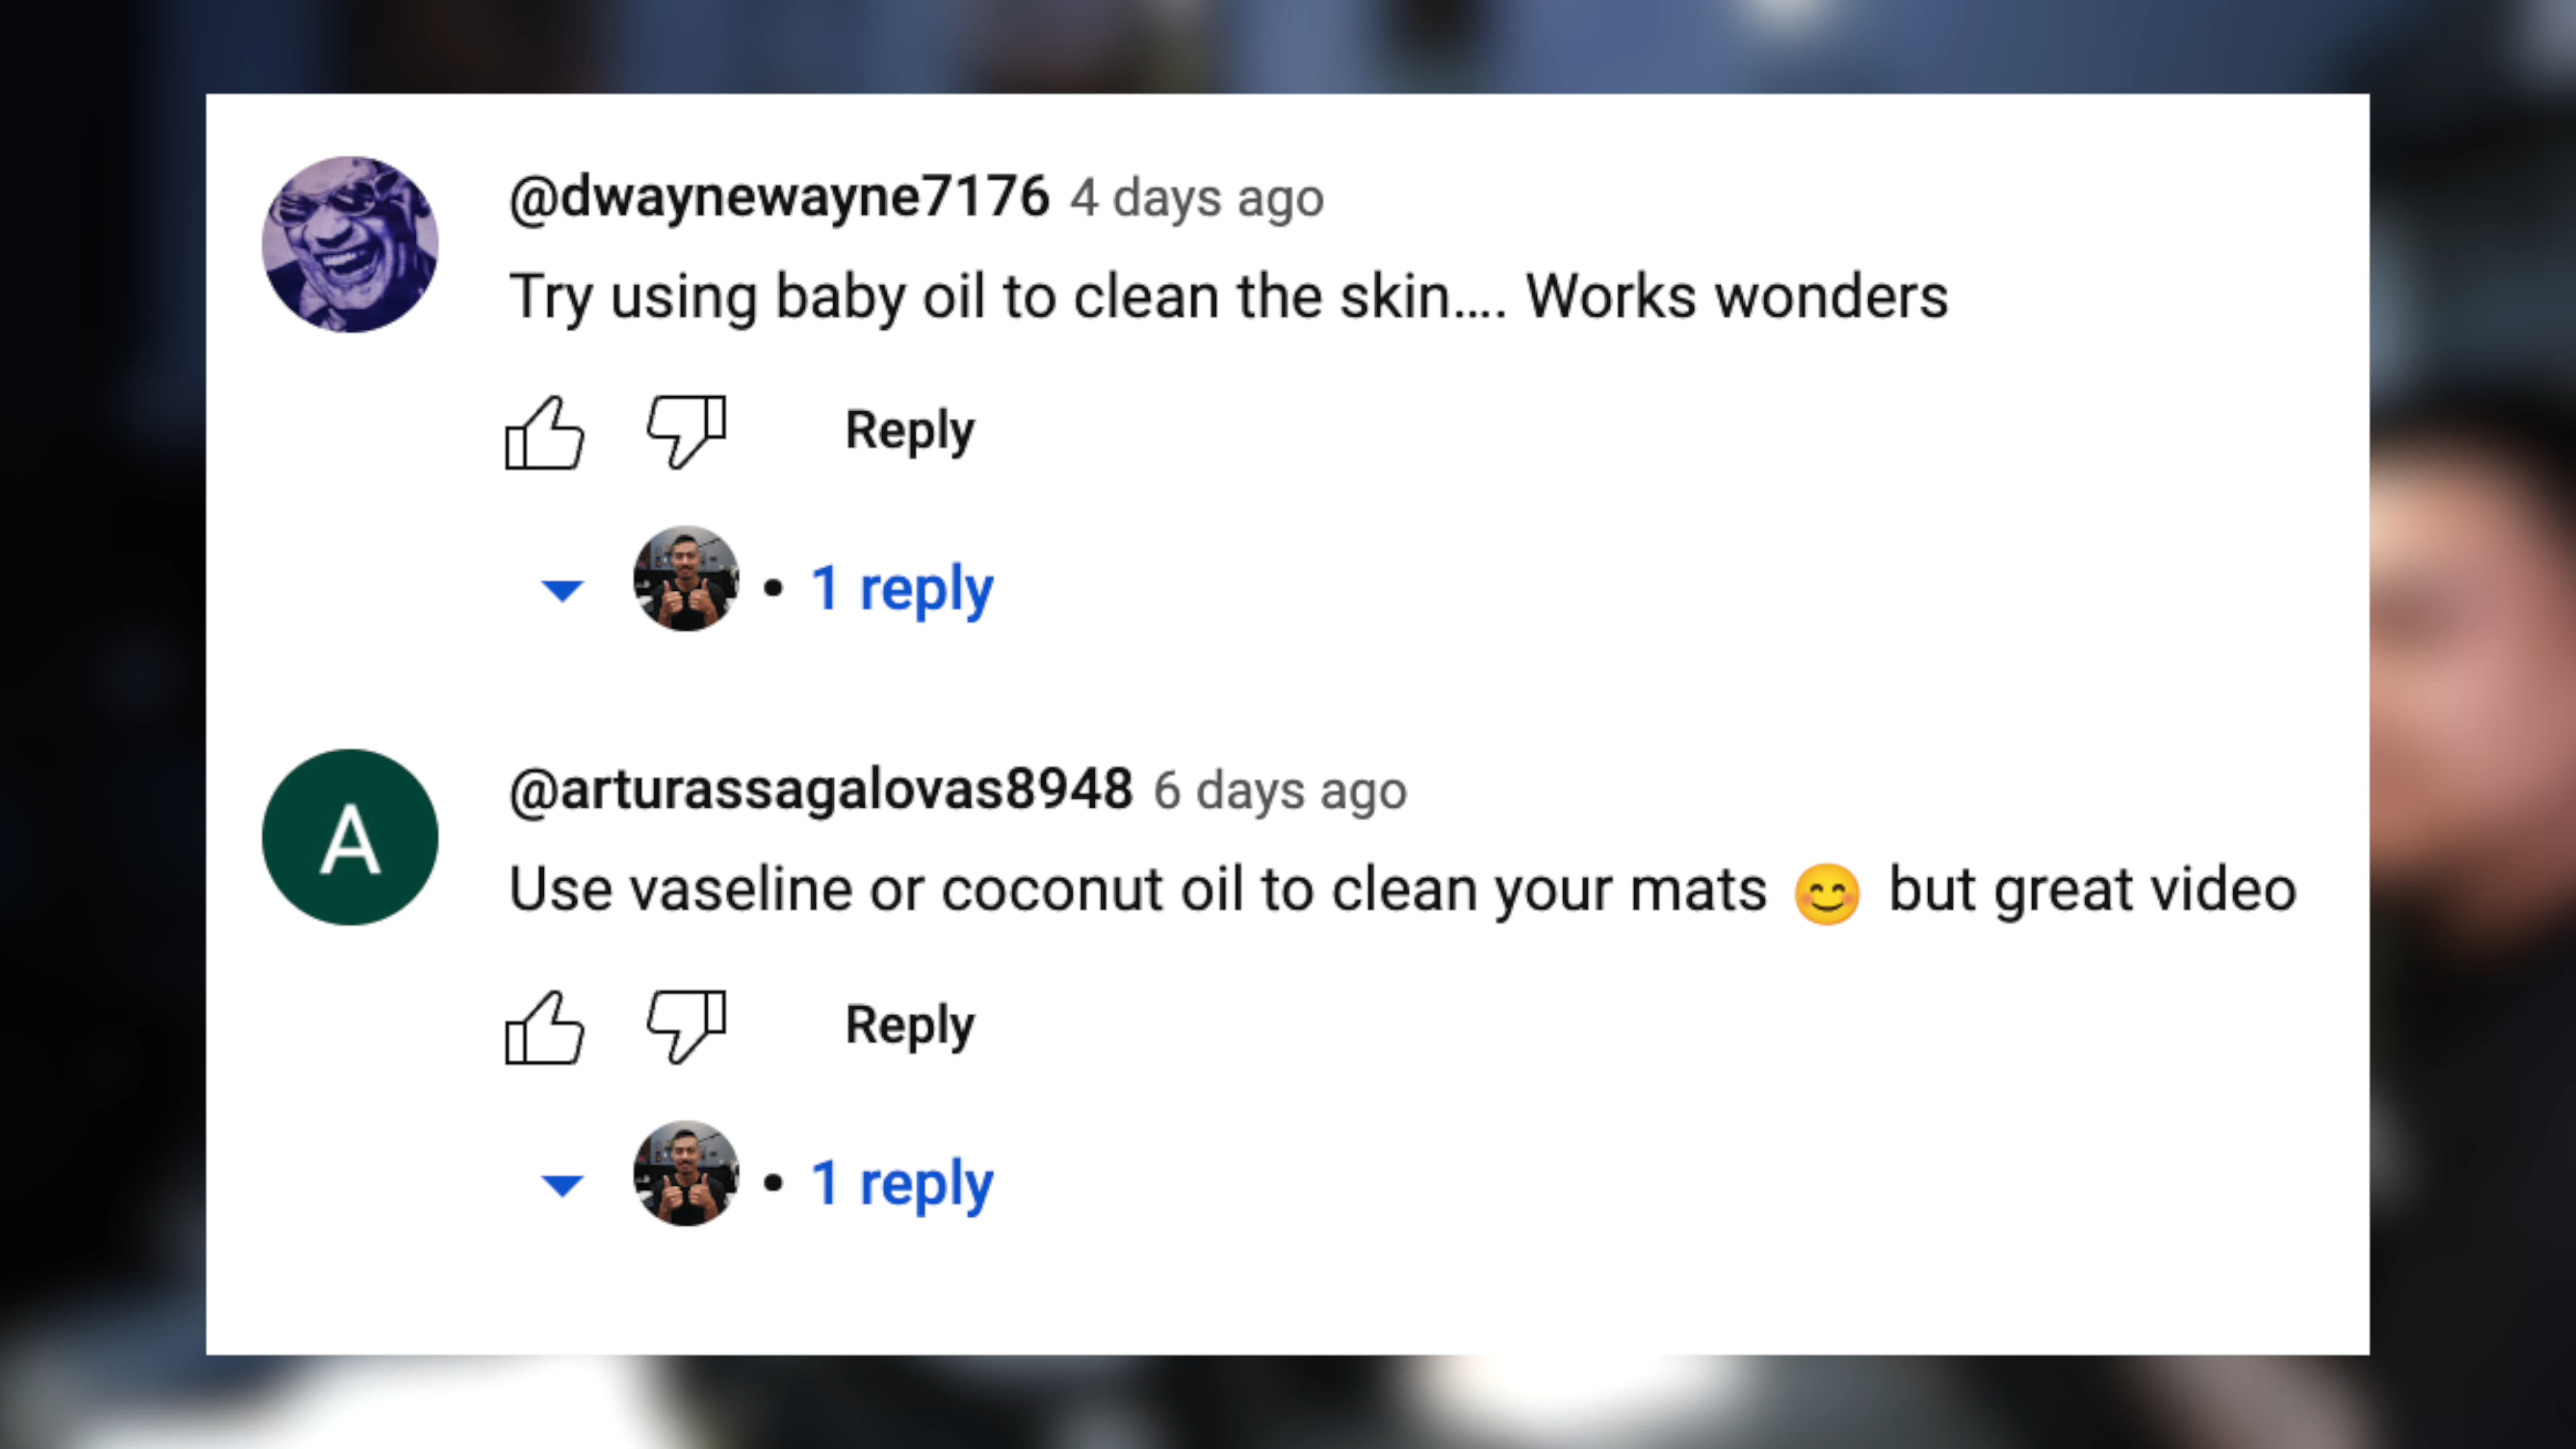 @dwaynewayne7176 4 days ago
Try using baby oil to clean the skin.... Works wonders
Reply
• 1 reply
A
@arturassagalovas8948 6 days ago
Use vaseline or coconut oil to clean your mats 😊 but great video
Reply
• 1 reply